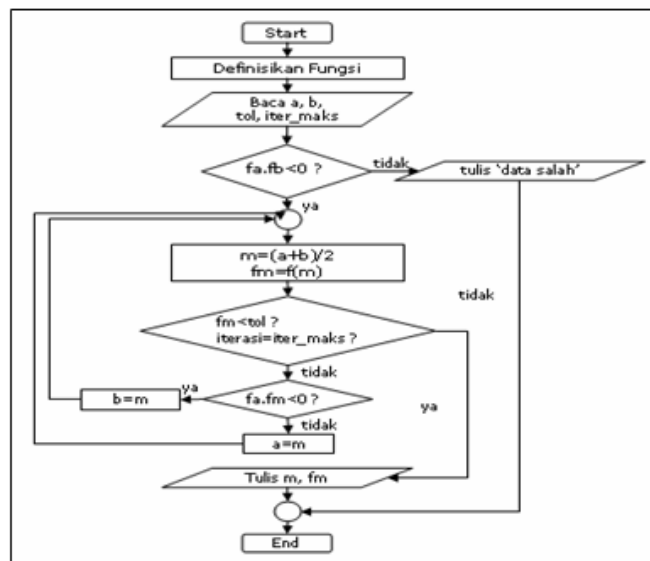 Start
Definisikan Fungsi
Baca a, b,
tol, iter_maks
fa.fb<0 ?
tidak
tulis 'data salah'
ya
m=(a+b)/2
fm=f(m)
tidak
fm<tol ?
iterasi=iter_maks ?
tidak
b=m
ya
fa.fm<0 ?
ya
tidak
a=m
Tulis m, fm
End